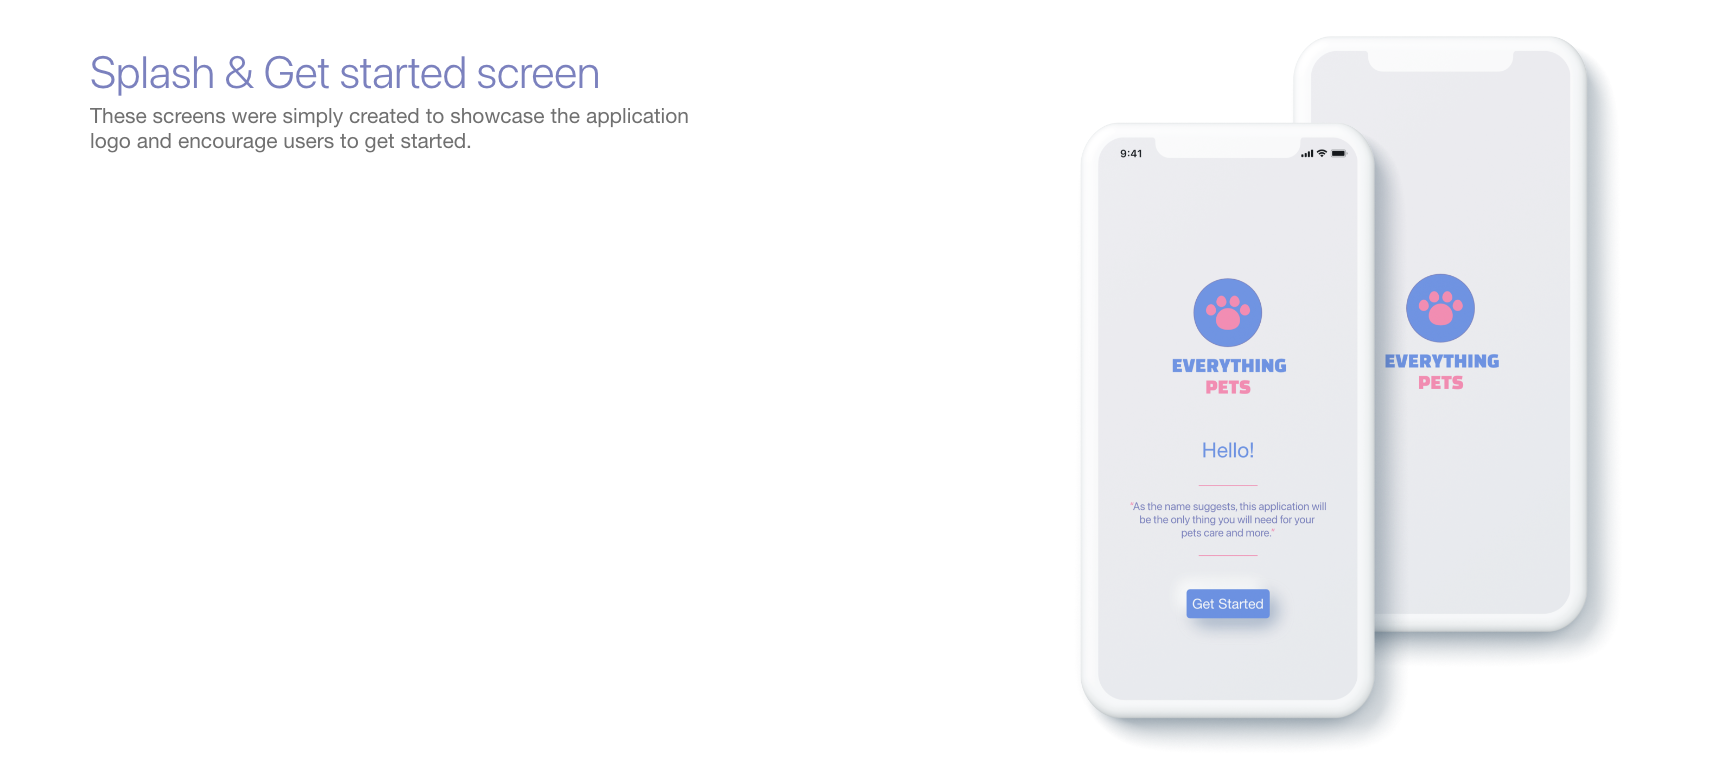 Splash & Get started screen
These screens were simply created to showcase the application
logo and encourage users to get started.
9:41
EVERYTHING
PETS
Hello!
"As the name suggests, this application will
be the only thing you will need for your
pets care and more."
Get Started
EVERYTHING
PETS